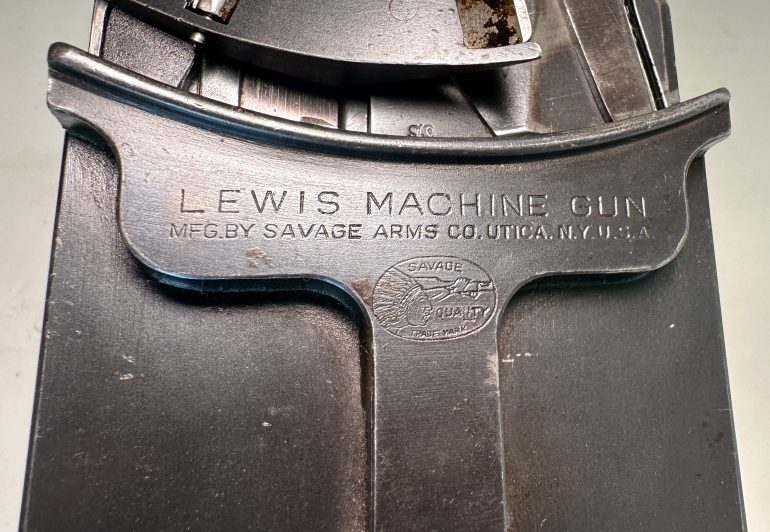 LEWIS MACHINE GUN
MFG. BY SAVAGE ARMS CO. UTICA. N.Y. U.S.A.
SAVAGE
QUALITY
TRADE MARK